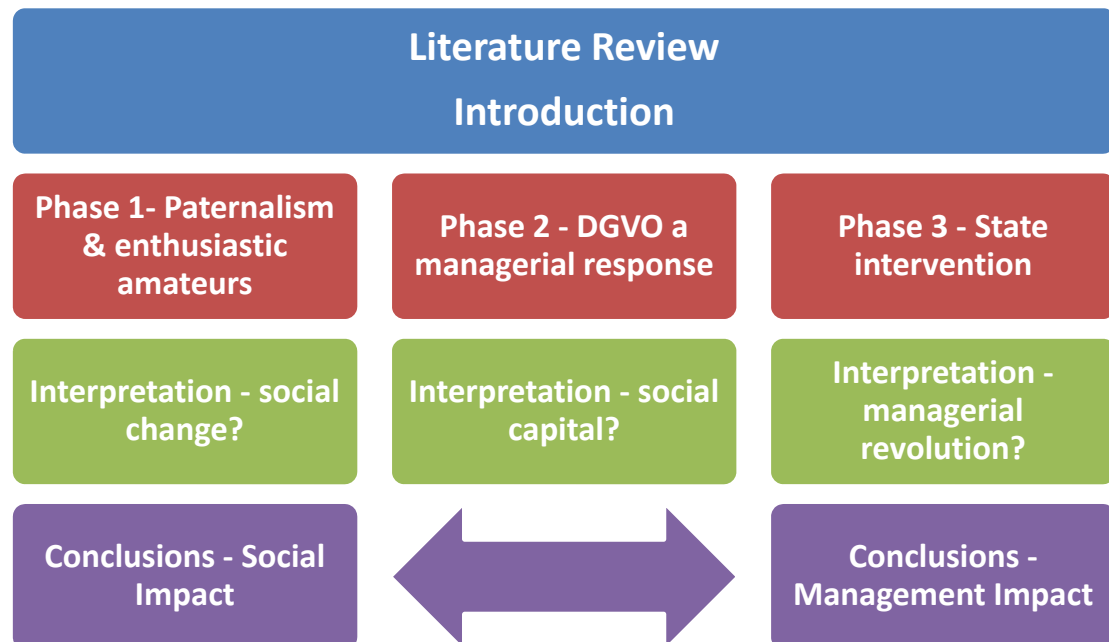 Literature Review
Introduction
Phase 1- Paternalism
& enthusiastic
amateurs
Phase 2 - DGVO a
managerial response
Phase 3 - State
intervention
Interpretation - social
change?
Interpretation - social
capital?
Interpretation -
managerial
revolution?
Conclusions - Social
Impact
Conclusions -
Management Impact